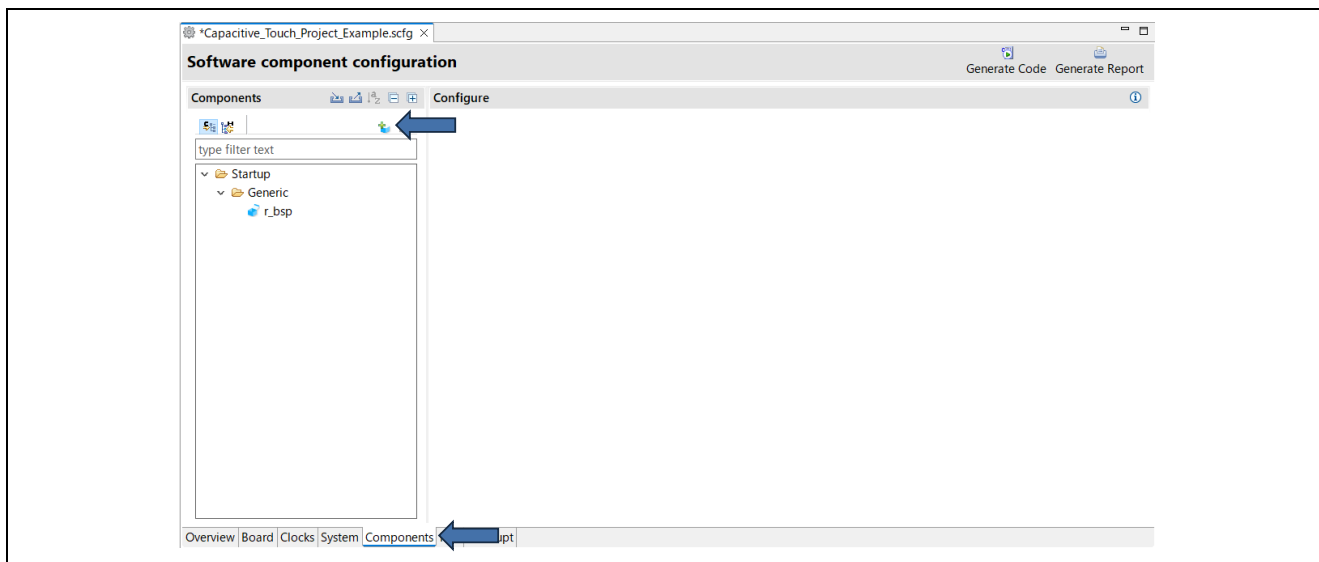 *Capacitive_Touch_Project_Example.scfg
Software component configuration
Generate Code Generate Report
Components
Configure
type filter text
Startup
Generic
r_bsp
Overview Board Clocks System Components